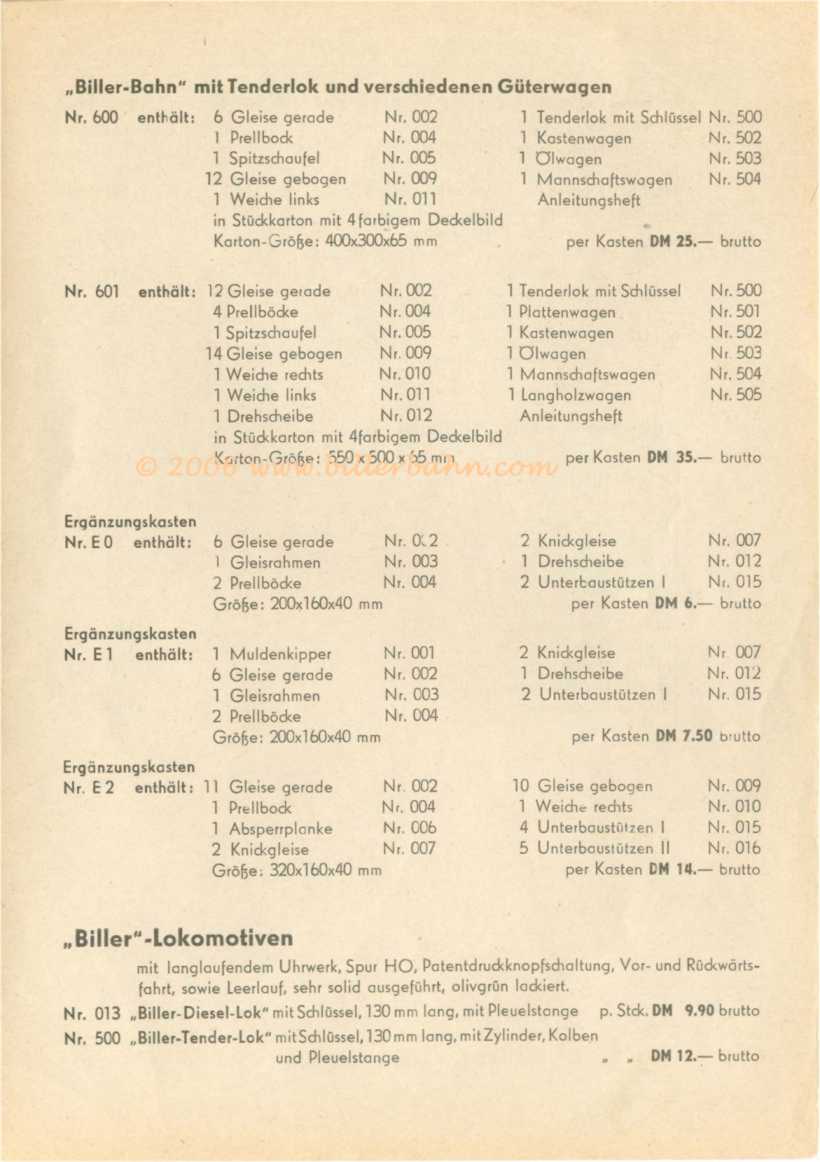 „Biller-Bahn“ mit Tenderlok und verschiedenen Güterwagen
Nr. 600 enthält: 6 Gleise gerade Nr. 002 1 Tenderlok mit Schlüssel Nr. 500
1 Prellbock Nr. 004 1 Kastenwagen Nr. 502
1 Spitzschaufel Nr. 005 1 Ölwagen Nr. 503
12 Gleise gebogen Nr. 009 1 Mannschaftswagen Nr. 504
1 Weiche links Nr. 011 Anleitungsheft
in Stückkarton mit 4farbigem Deckelbild
Karton-Größe: 400x300x65 mm per Kasten DM 25.— brutto
Nr. 601 enthält: 12 Gleise gerade Nr. 002 1 Tenderlok mit Schlüssel Nr. 500
4 Prellböcke Nr. 004 1 Plattenwagen Nr. 501
1 Spitzschaufel Nr. 005 1 Kastenwagen Nr. 502
14 Gleise gebogen Nr. 009 1 Ölwagen Nr. 503
1 Weiche rechts Nr. 010 1 Mannschaftswagen Nr. 504
1 Weiche links Nr. 011 1 Langholzwagen Nr. 505
1 Drehscheibe Nr. 012 Anleitungsheft
in Stückkarton mit 4farbigem Deckelbild
Karton-Größe: 550 x 500 x 65 mm per Kasten DM 35.— brutto
© 2006 www.billerbahn.com
Ergänzungskasten
Nr. E 0 enthält: 6 Gleise gerade Nr. 002 2 Knickgleise Nr. 007
1 Gleisrahmen Nr. 003 1 Drehscheibe Nr. 012
2 Prellböcke Nr. 004 2 Unterbaustützen I Nr. 015
Größe: 200x160x40 mm per Kasten DM 6.— brutto
Ergänzungskasten
Nr. E 1 enthält: 1 Muldenkipper Nr. 001 2 Knickgleise Nr. 007
6 Gleise gerade Nr. 002 1 Drehscheibe Nr. 012
1 Gleisrahmen Nr. 003 2 Unterbaustützen I Nr. 015
2 Prellböcke Nr. 004
Größe: 200x160x40 mm per Kasten DM 7.50 brutto
Ergänzungskasten
Nr. E 2 enthält: 11 Gleise gerade Nr. 002 10 Gleise gebogen Nr. 009
1 Prellbock Nr. 004 1 Weiche rechts Nr. 010
1 Absperrplanke Nr. 006 4 Unterbaustützen I Nr. 015
2 Knickgleise Nr. 007 5 Unterbaustützen II Nr. 016
Größe: 320x160x40 mm per Kasten DM 14.— brutto
„Biller“-Lokomotiven
mit langlaufendem Uhrwerk, Spur HO, Patentdruckknopfschaltung, Vor- und Rückwärts-
fahrt, sowie Leerlauf, sehr solid ausgeführt, olivgrün lackiert.
Nr. 013 „Biller-Diesel-Lok“ mit Schlüssel, 130 mm lang, mit Pleuelstange p. Stck. DM 9.90 brutto
Nr. 500 „Biller-Tender-Lok“ mit Schlüssel, 130 mm lang, mit Zylinder, Kolben
und Pleuelstange „ „ DM 12.— brutto